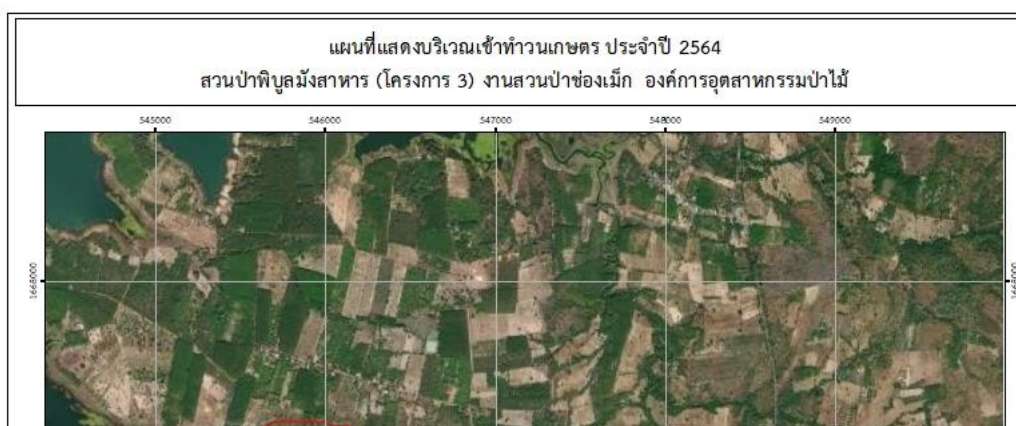 แผนที่แสดงบริเวณเข้าทำวนเกษตร ประจำปี 2564
สวนป่าพิบูลมังสาหาร (โครงการ 3) งานสวนป่าช่องเม็ก องค์การอุตสาหกรรมป่าไม้
545000 546000 547000 548000 549000
1668000 1668000